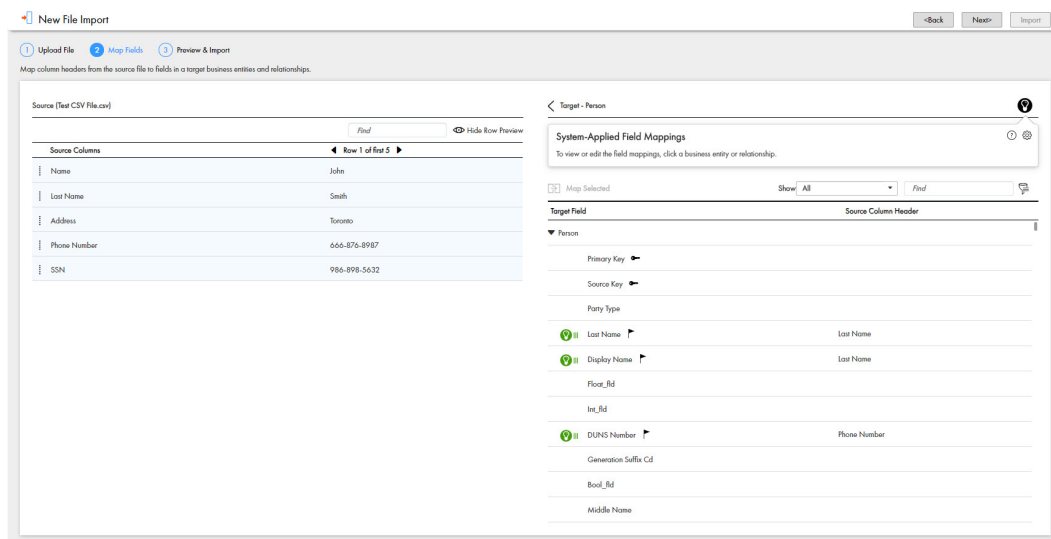 New File Import
<Back Next> Import
1 Upload File 2 Map Fields 3 Preview & Import
Map column headers from the source file to fields in a target business entities and relationships.
Source (Test CSV File.csv)
Find Hide Row Preview
Source Columns Row 1 of first 5
Name John
Last Name Smith
Address Toronto
Phone Number 666-876-8987
SSN 986-898-5632
Target - Person
System-Applied Field Mappings
To view or edit the field mappings, click a business entity or relationship.
Map Selected Show All Find
Target Field Source Column Header
Person
Primary Key
Source Key
Party Type
Last Name Last Name
Display Name Last Name
Float_fld
Int_fld
DUNS Number Phone Number
Generation Suffix Cd
Bool_fld
Middle Name